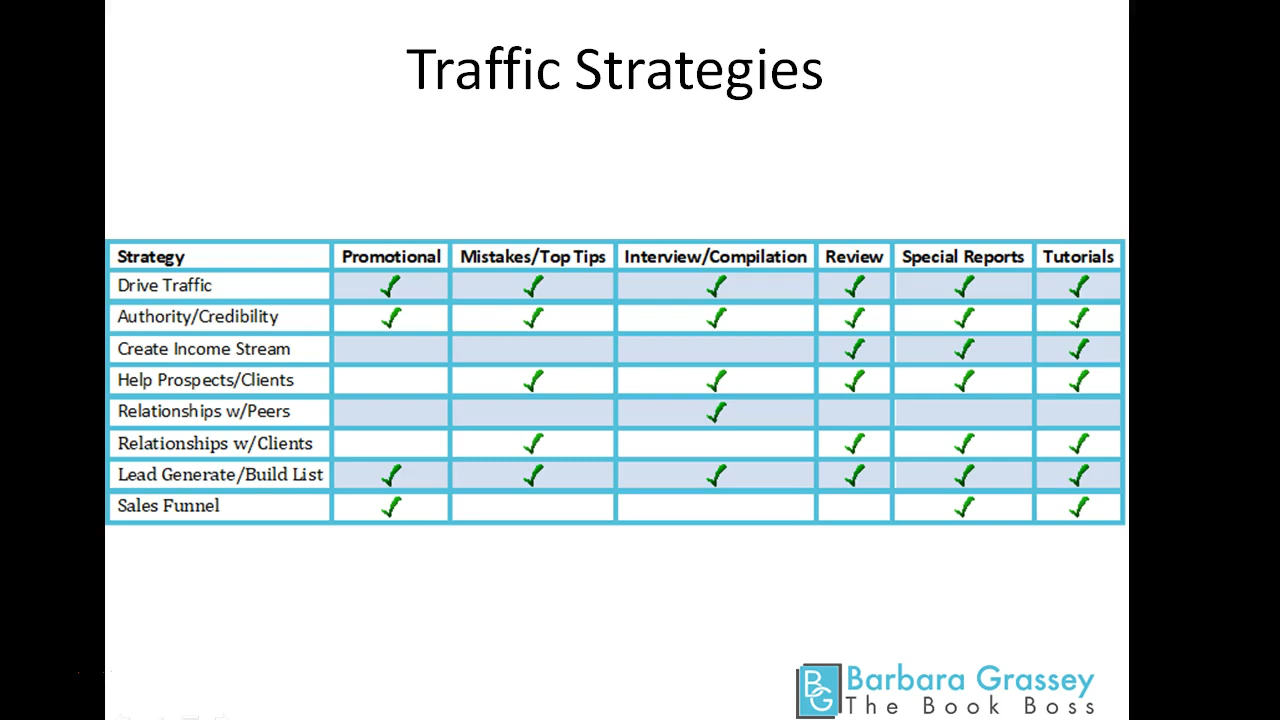 Traffic Strategies
Strategy Promotional Mistakes/Top Tips Interview/Compilation Review Special Reports Tutorials
Drive Traffic ✓ ✓ ✓ ✓ ✓ ✓
Authority/Credibility ✓ ✓ ✓ ✓ ✓ ✓
Create Income Stream ✓ ✓ ✓
Help Prospects/Clients ✓ ✓ ✓ ✓ ✓
Relationships w/Peers ✓
Relationships w/Clients ✓ ✓ ✓ ✓
Lead Generate/Build List ✓ ✓ ✓ ✓ ✓ ✓
Sales Funnel ✓ ✓ ✓
BG Barbara Grassey
The Book Boss